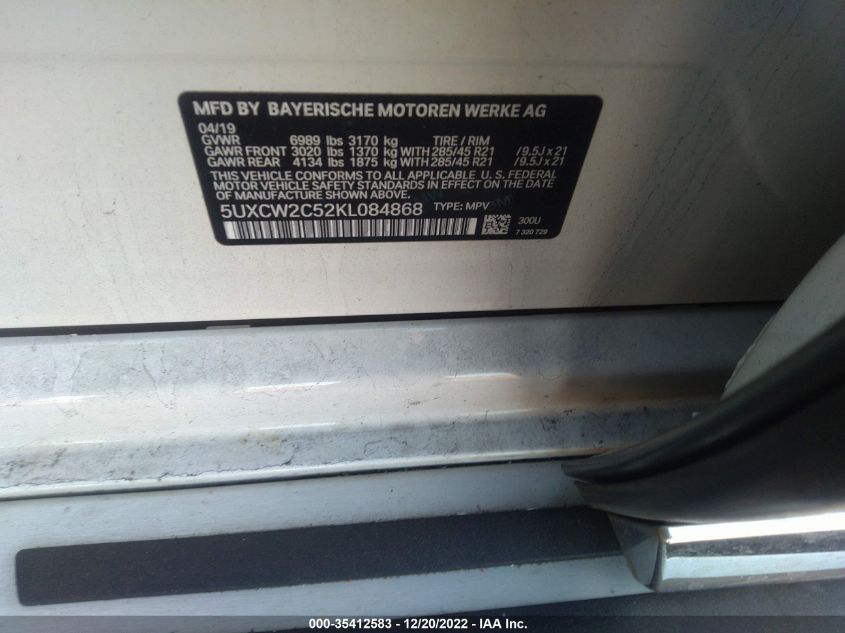 MFD BY BAYERISCHE MOTOREN WERKE AG
04/19
GVWR 6989 lbs 3170 kg TIRE / RIM
GAWR FRONT 3020 lbs 1370 kg WITH 285/45 R21 /9.5J x 21
GAWR REAR 4134 lbs 1875 kg WITH 285/45 R21 /9.5J x 21
THIS VEHICLE CONFORMS TO ALL APPLICABLE U. S. FEDERAL
MOTOR VEHICLE SAFETY STANDARDS IN EFFECT ON THE DATE
OF MANUFACTURE SHOWN ABOVE.
5UXCW2C52KL084868 TYPE: MPV
300U
7 320 729
000-35412583 - 12/20/2022 - IAA Inc.